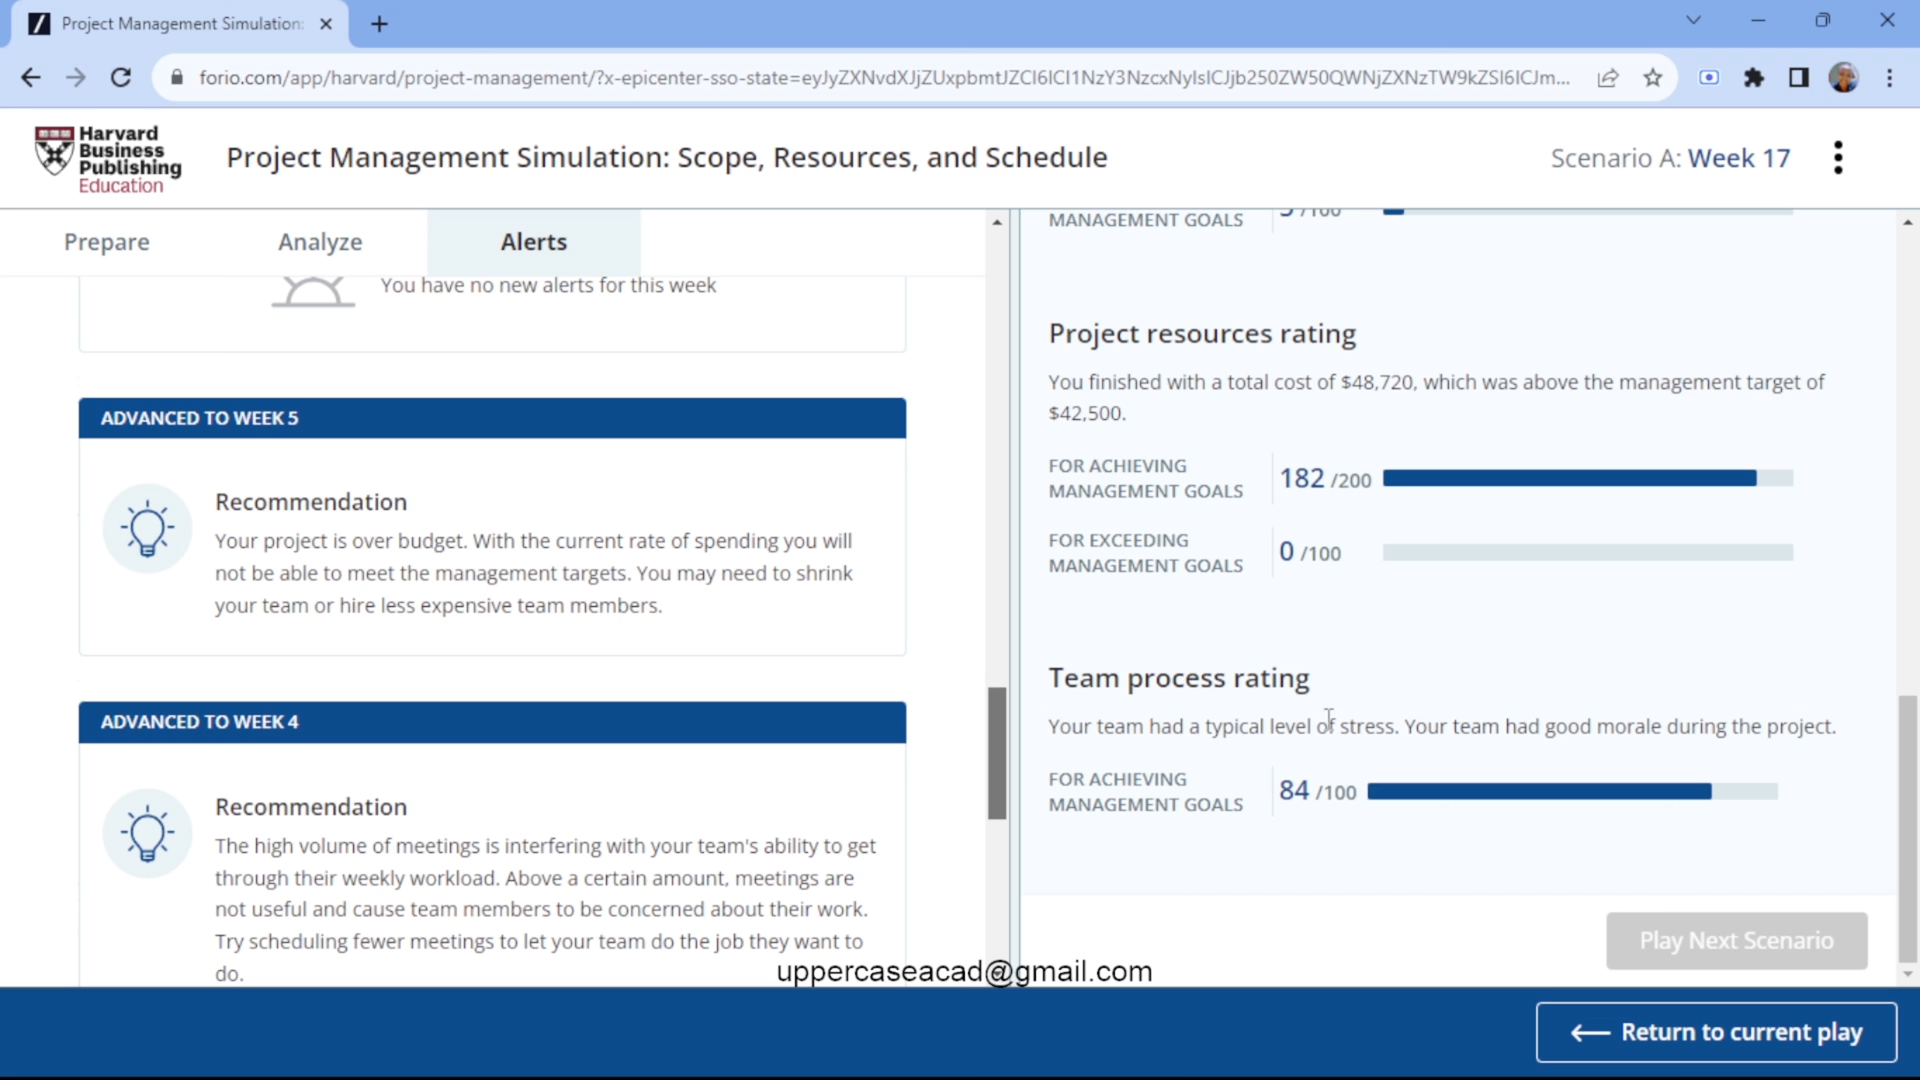 Project Management Simulation:
forio.com/app/harvard/project-management/?x-epicenter-sso-state=eyJyZXNvdXJjZUxpbmtJZCI6ICI1NzY3NzcxNyIsICJjb250ZW50QWNjZXNzTW9kZSI6ICJm...
Harvard
Business
Publishing
Education
Project Management Simulation: Scope, Resources, and Schedule
Scenario A: Week 17
Prepare
Analyze
Alerts
You have no new alerts for this week
ADVANCED TO WEEK 5
Recommendation
Your project is over budget. With the current rate of spending you will
not be able to meet the management targets. You may need to shrink
your team or hire less expensive team members.
ADVANCED TO WEEK 4
Recommendation
The high volume of meetings is interfering with your team's ability to get
through their weekly workload. Above a certain amount, meetings are
not useful and cause team members to be concerned about their work.
Try scheduling fewer meetings to let your team do the job they want to
do.
MANAGEMENT GOALS
/100
Project resources rating
You finished with a total cost of $48,720, which was above the management target of
$42,500.
FOR ACHIEVING
MANAGEMENT GOALS
182 /200
FOR EXCEEDING
MANAGEMENT GOALS
0 /100
Team process rating
Your team had a typical level of stress. Your team had good morale during the project.
FOR ACHIEVING
MANAGEMENT GOALS
84 /100
Play Next Scenario
uppercaseacad@gmail.com
Return to current play